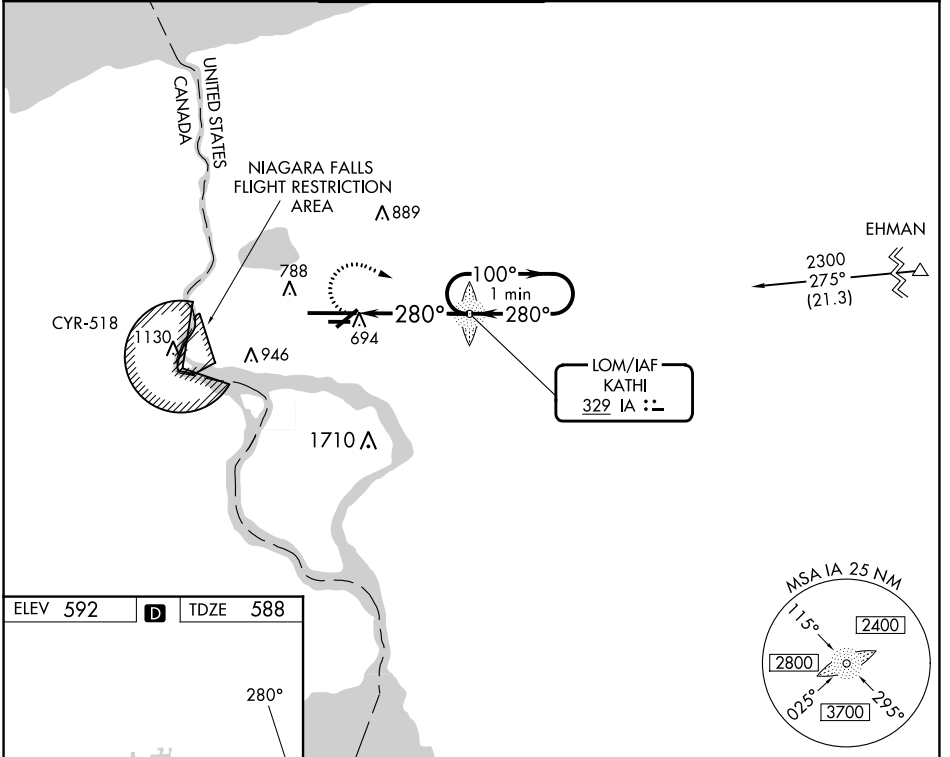 UNITED STATES
CANADA
NIAGARA FALLS
FLIGHT RESTRICTION
AREA
889
EHMAN
2300
275°
(21.3)
788
100°
1 min
280°
280°
694
CYR-518
1130
946
LOM/IAF
KATHI
329 IA
1710
MSA IA 25 NM
115°
2400
2800
025°
3700
295°
ELEV 592
D
TDZE 588
280°